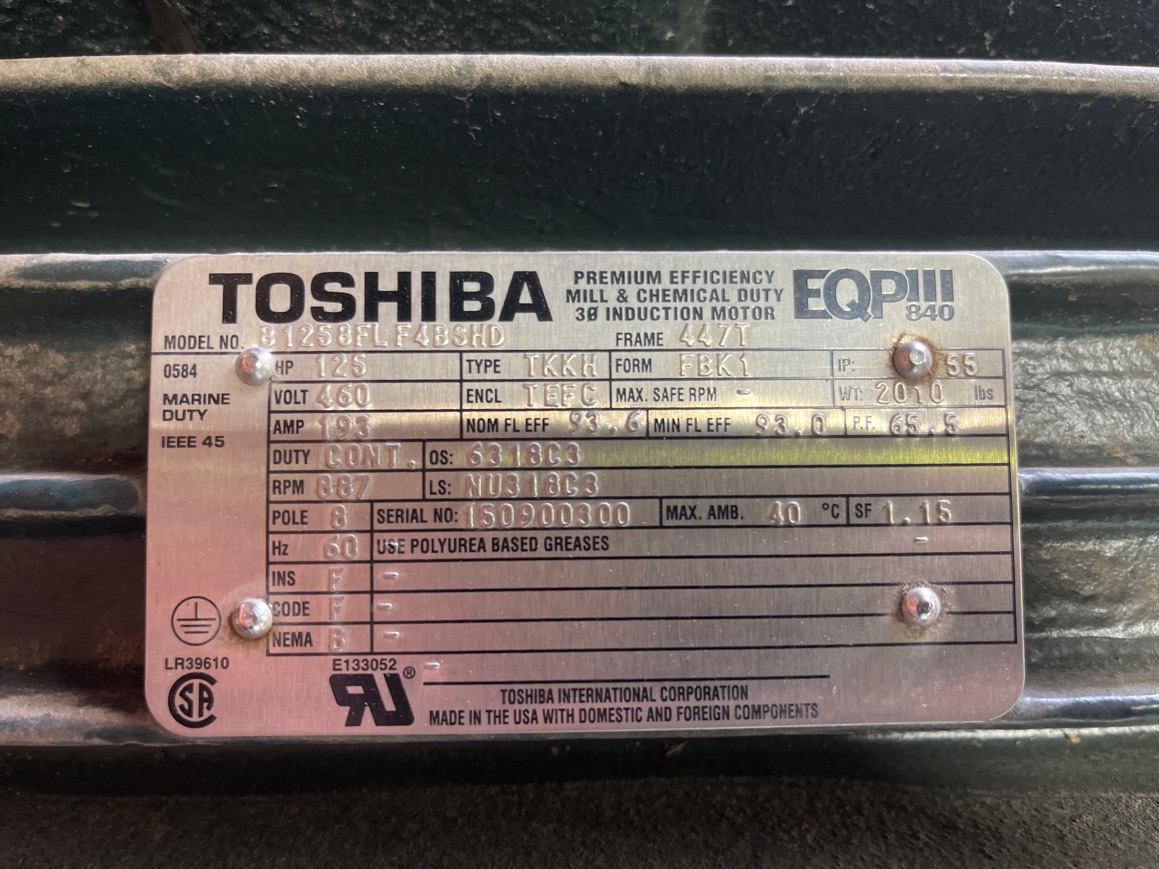 TOSHIBA
PREMIUM EFFICIENCY
MILL & CHEMICAL DUTY
3Ø INDUCTION MOTOR
EQPIII
840
MODEL NO. B1258FLF4BSHD FRAME 447T
0584 HP 125 TYPE TKKH FORM FBK1 IP: 55
MARINE DUTY VOLT 460 ENCL TEFC MAX. SAFE RPM - WT: 2010 lbs
IEEE 45 AMP 193 NOM FL EFF 93.6 MIN FL EFF 93.0 P.F. 65.5
DUTY CONT. OS: 6318C3
RPM 887 LS: NU318C3
POLE 8 SERIAL NO: 150900300 MAX. AMB. 40 °C SF 1.15
Hz 60 USE POLYUREA BASED GREASES -
INS F -
CODE F -
NEMA B -
LR39610 E133052 -
SA
RU ®
TOSHIBA INTERNATIONAL CORPORATION
MADE IN THE USA WITH DOMESTIC AND FOREIGN COMPONENTS